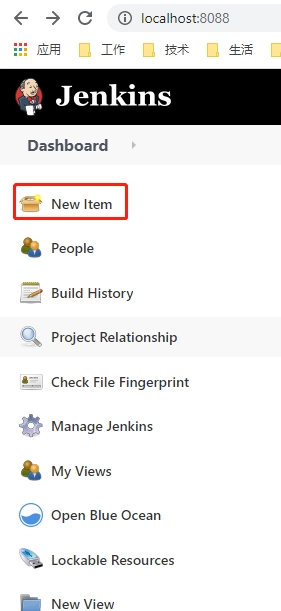 localhost:8088
应用 工作 技术 生活
Jenkins
Dashboard
New Item
People
Build History
Project Relationship
Check File Fingerprint
Manage Jenkins
My Views
Open Blue Ocean
Lockable Resources
New View